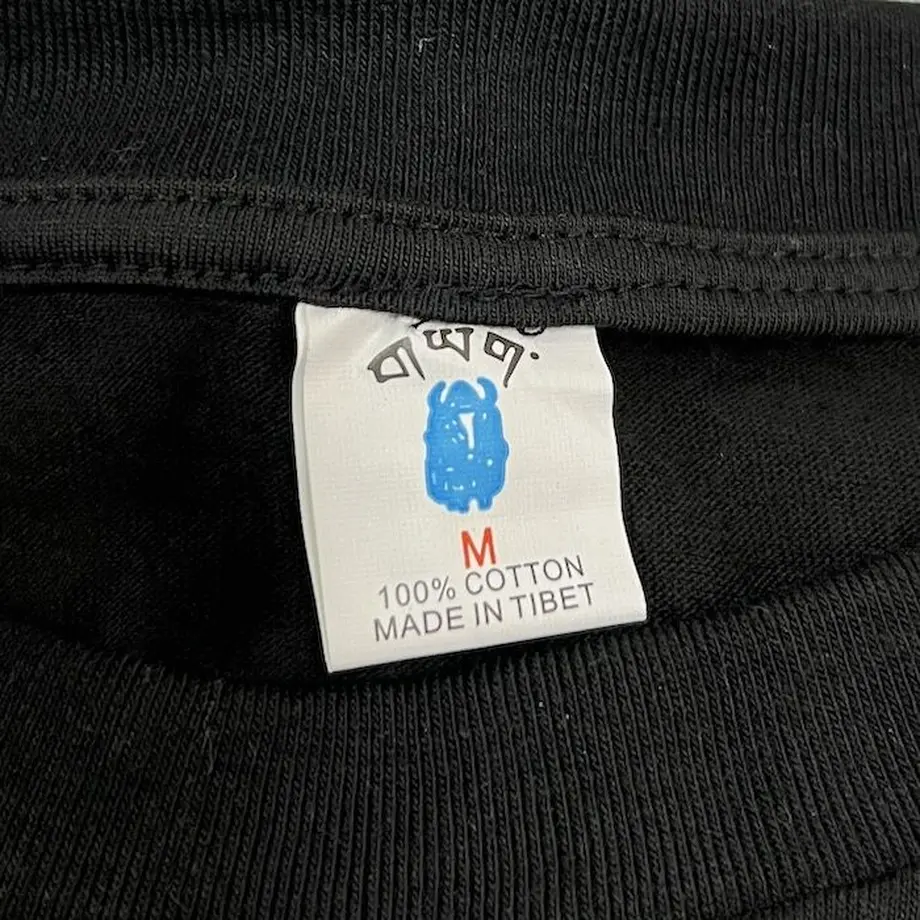 གཡག་
M
100% COTTON
MADE IN TIBET